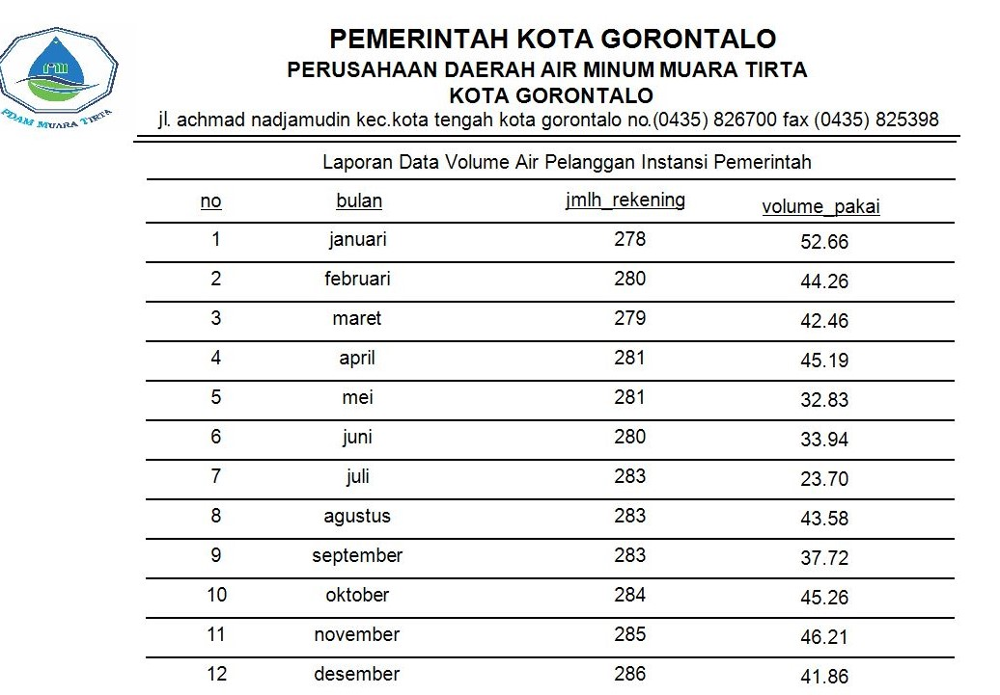 PEMERINTAH KOTA GORONTALO
PERUSAHAAN DAERAH AIR MINUM MUARA TIRTA
KOTA GORONTALO
jl. achmad nadjamudin kec.kota tengah kota gorontalo no.(0435) 826700 fax (0435) 825398
PDAM MUARA TIRTA
Laporan Data Volume Air Pelanggan Instansi Pemerintah
no bulan jmlh_rekening volume_pakai
1 januari 278 52.66
2 februari 280 44.26
3 maret 279 42.46
4 april 281 45.19
5 mei 281 32.83
6 juni 280 33.94
7 juli 283 23.70
8 agustus 283 43.58
9 september 283 37.72
10 oktober 284 45.26
11 november 285 46.21
12 desember 286 41.86